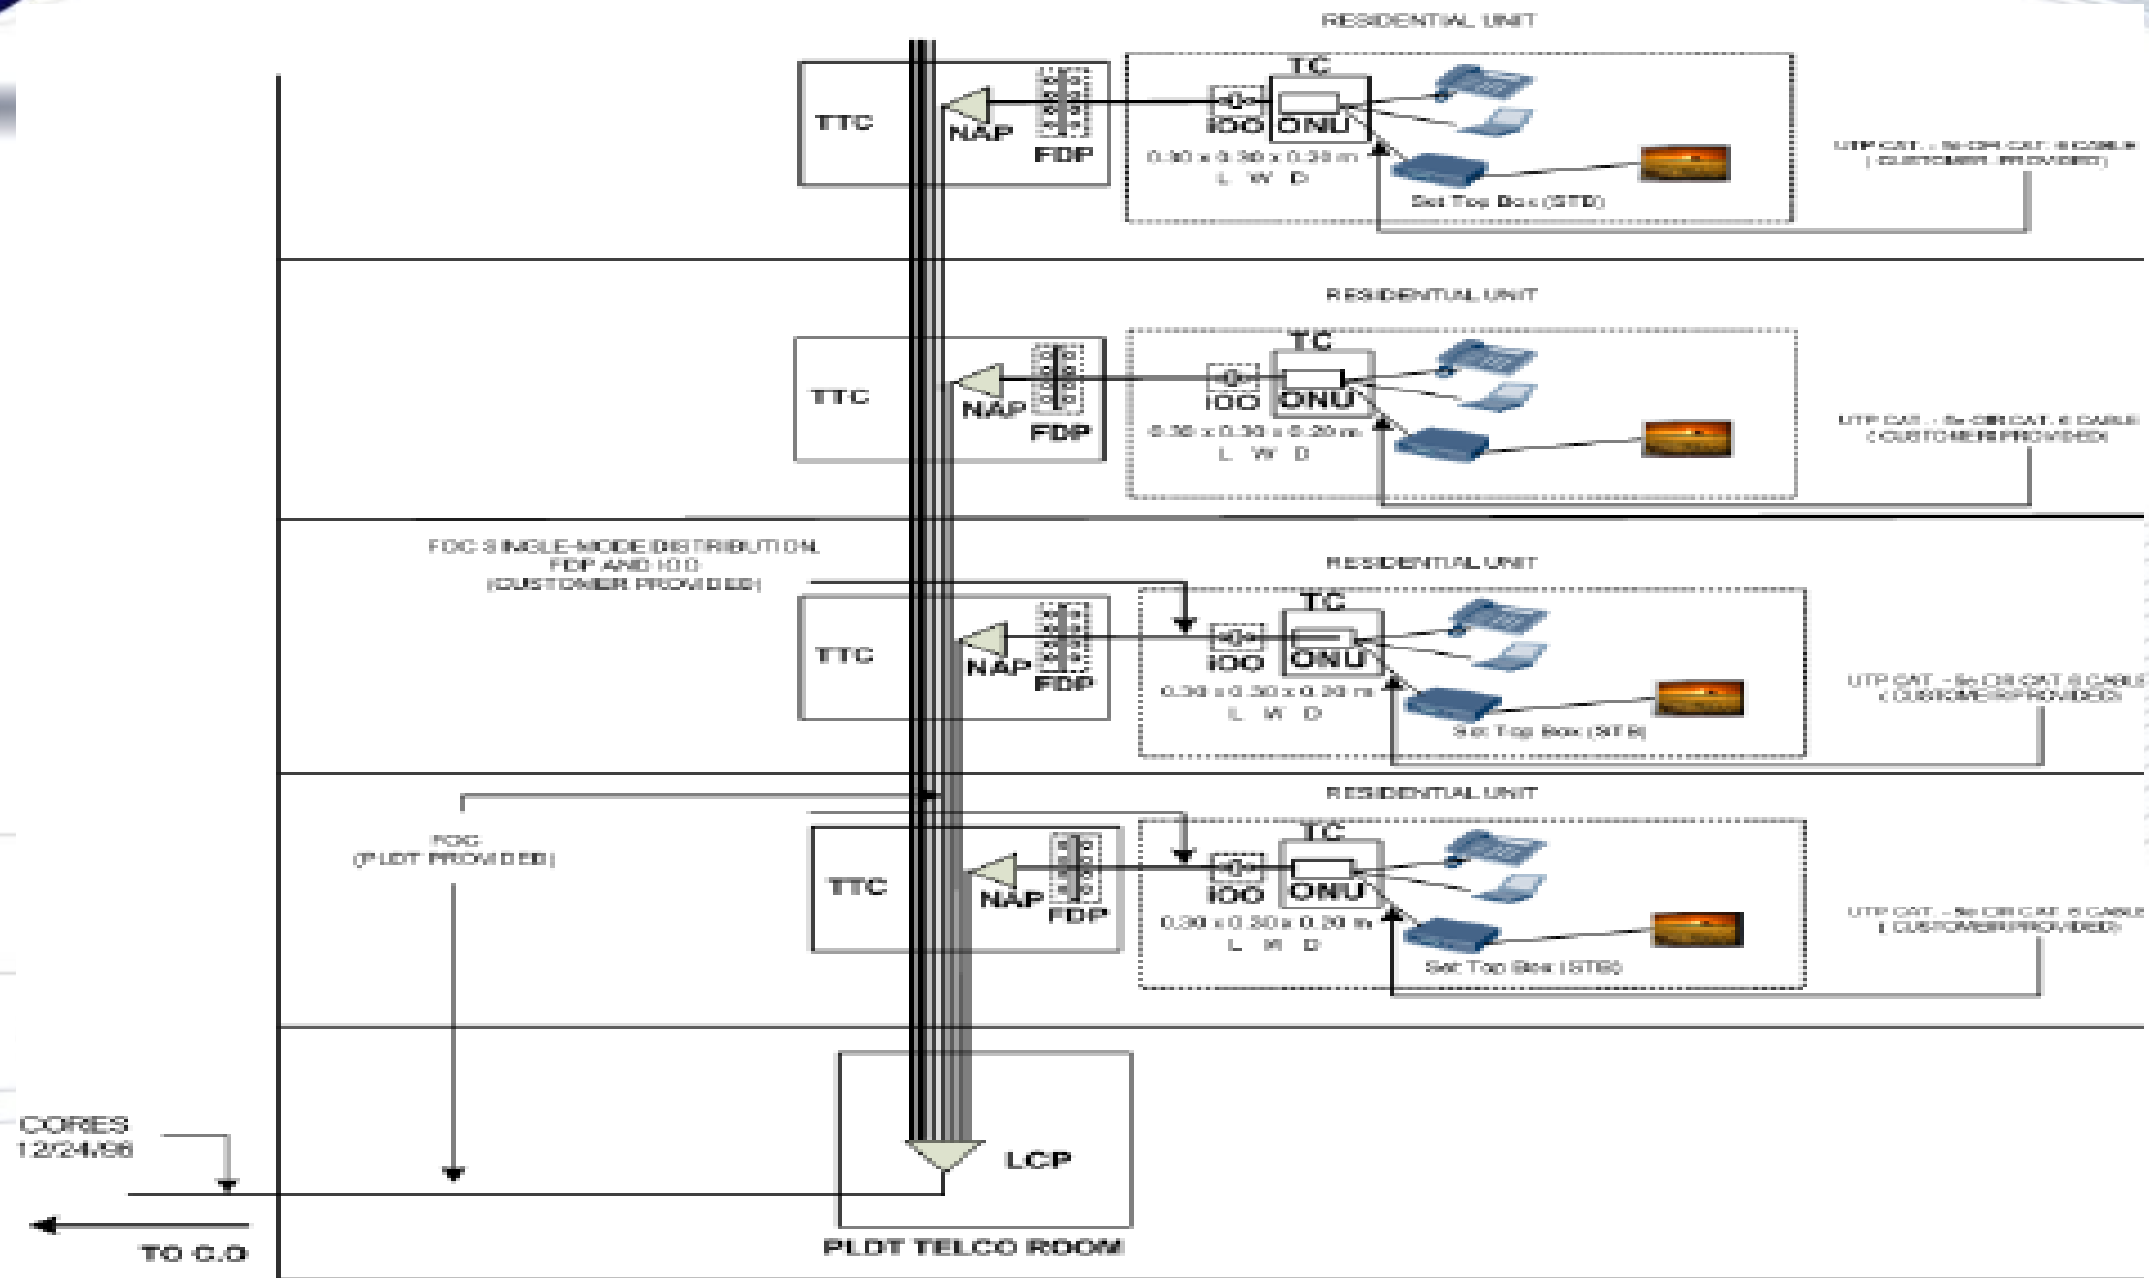 RESIDENTIAL UNIT
TC
TTC
NAP
FDP
IOO
ONU
0.30 x 0.30 x 0.20 m
L W D
Set Top Box (STB)
UTP CAT. - 5e OR CAT. 6 CABLE
(CUSTOMER PROVIDED)
RESIDENTIAL UNIT
TC
TTC
NAP
FDP
IOO
ONU
0.30 x 0.30 x 0.20 m
L W D
UTP CAT. - 5e OR CAT. 6 CABLE
(CUSTOMER PROVIDED)
FOC SINGLE-MODE DISTRIBUTION,
FDP AND IOO
(CUSTOMER PROVIDED)
RESIDENTIAL UNIT
TC
TTC
NAP
FDP
IOO
ONU
0.30 x 0.30 x 0.20 m
L W D
Set Top Box (STB)
UTP CAT. - 5e OR CAT. 6 CABLE
(CUSTOMER PROVIDED)
FOC
(PLDT PROVIDED)
RESIDENTIAL UNIT
TC
TTC
NAP
FDP
IOO
ONU
0.30 x 0.30 x 0.20 m
L W D
Set Top Box (STB)
UTP CAT. - 5e OR CAT. 6 CABLE
(CUSTOMER PROVIDED)
CORES
LCP
TO C.O
PLDT TELCO ROOM